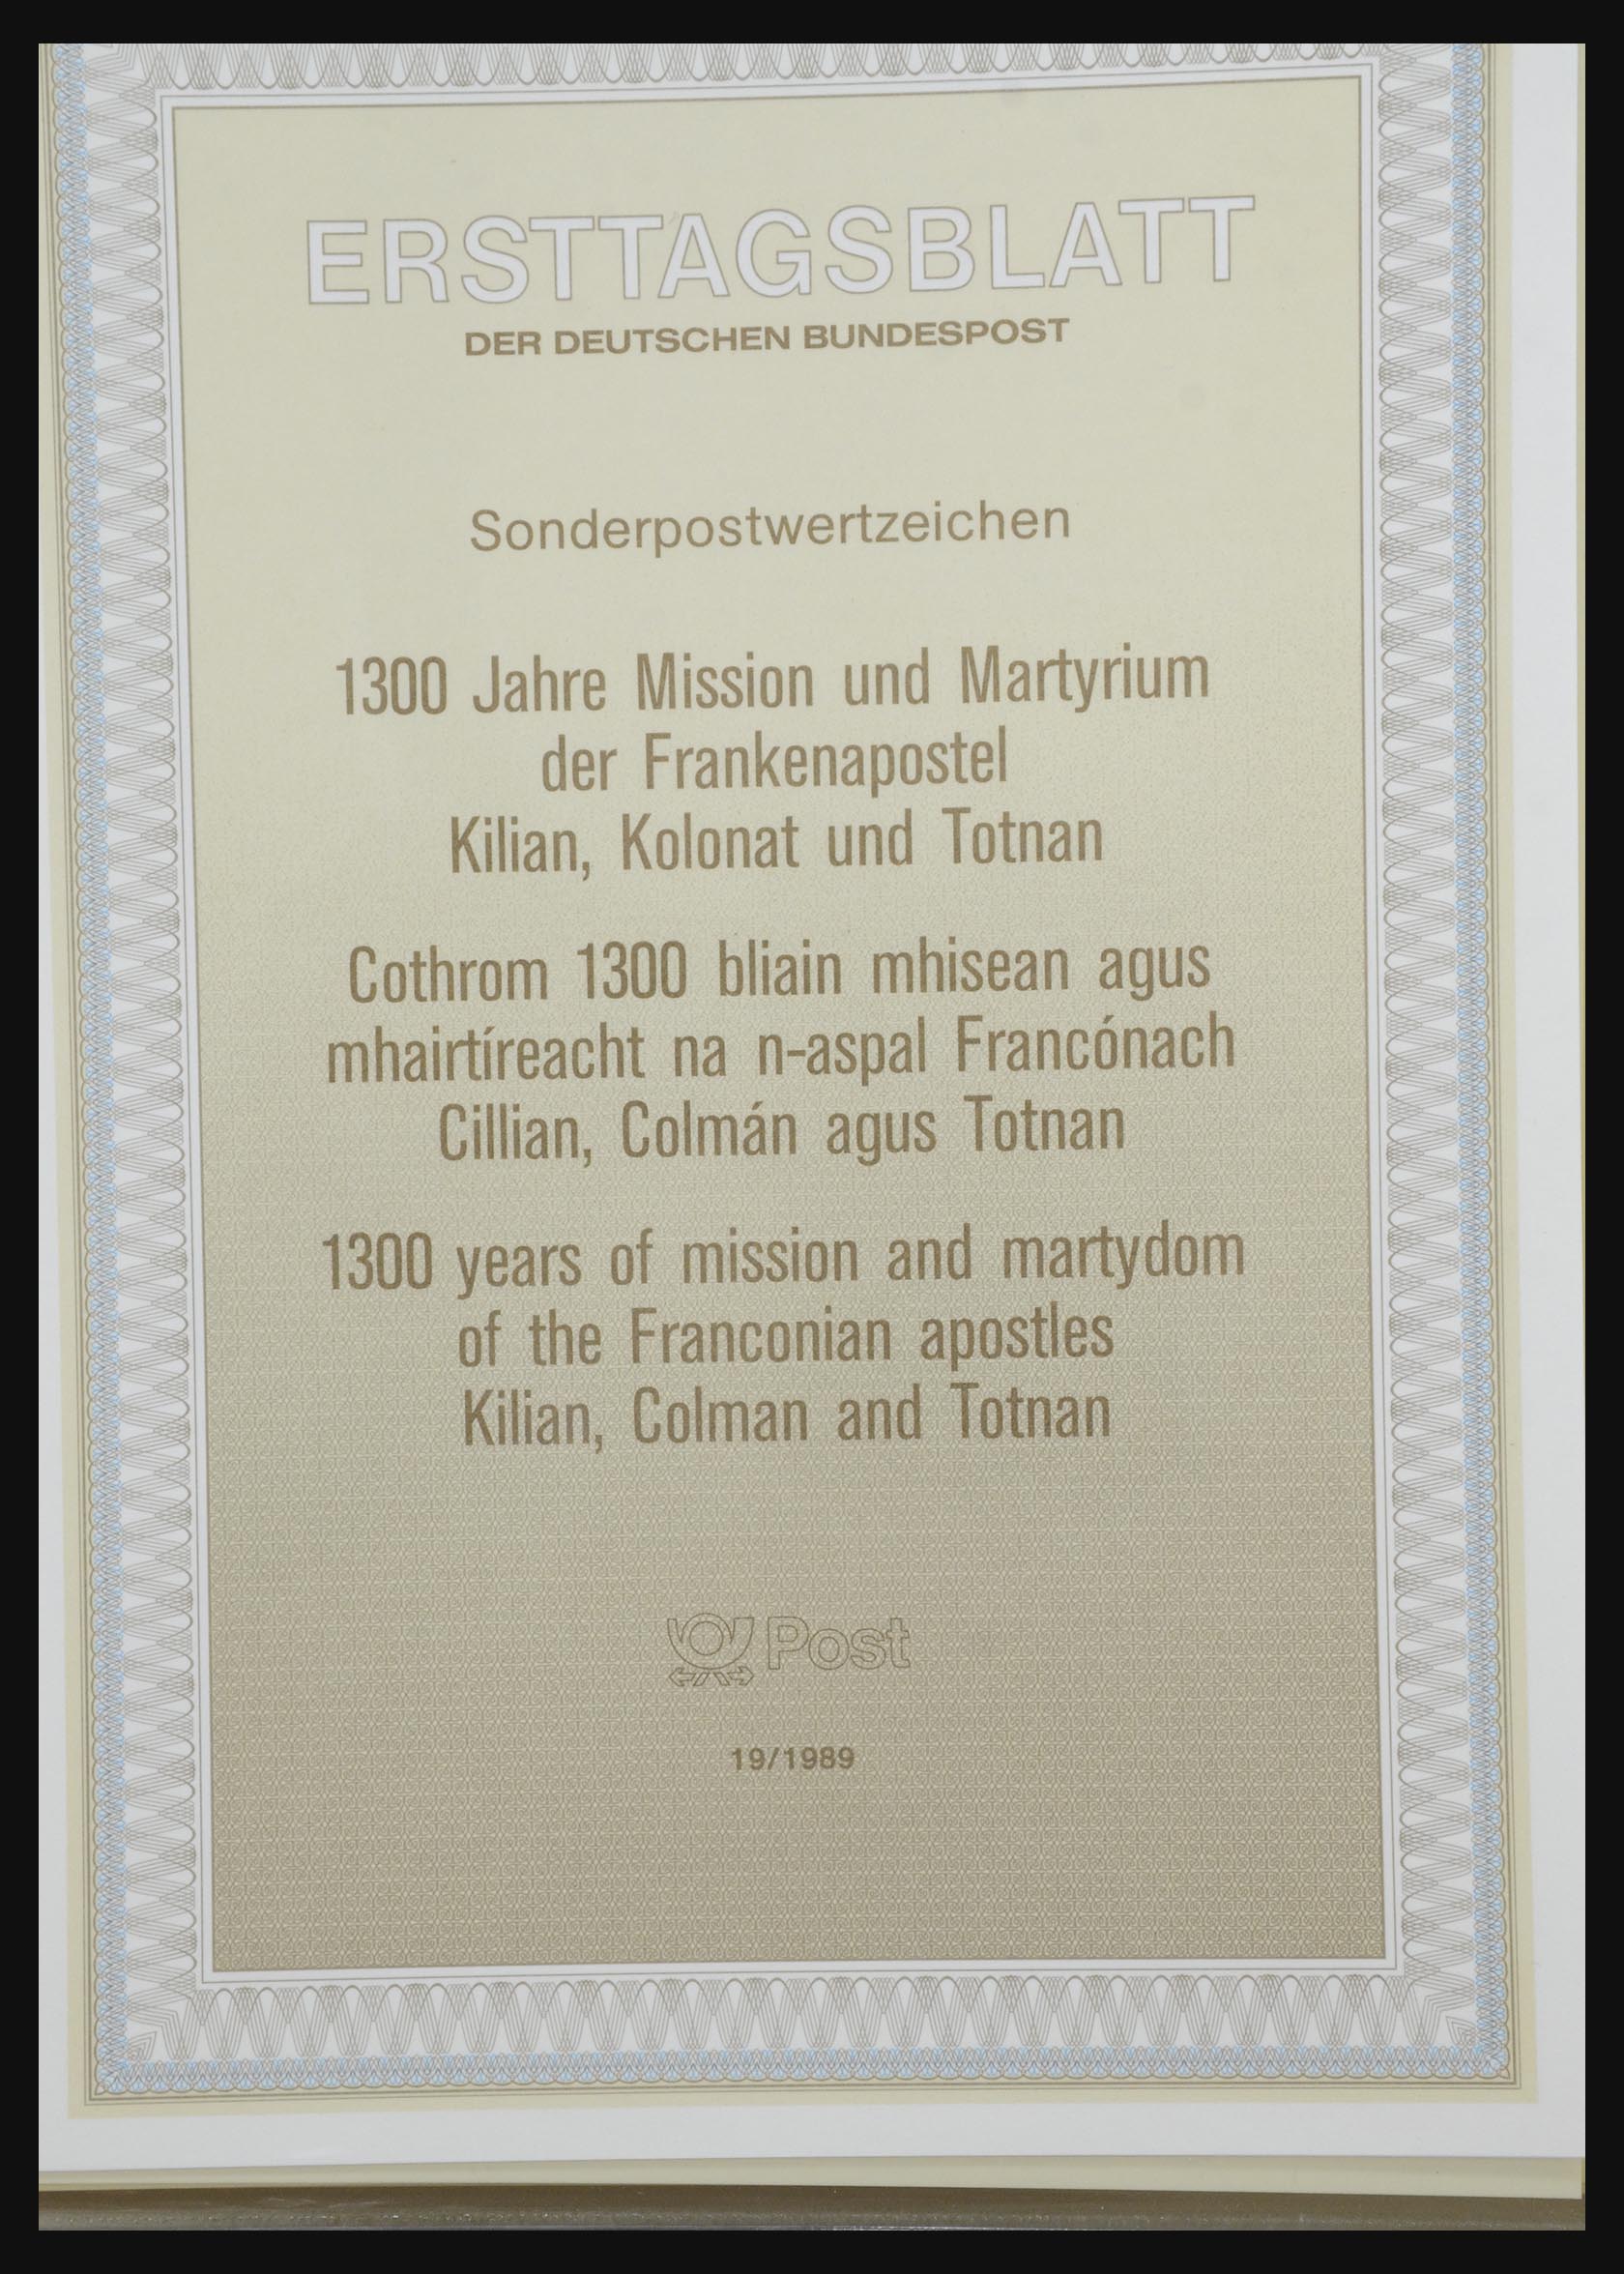 ERSTTAGSBLATT
DER DEUTSCHEN BUNDESPOST
Sonderpostwertzeichen
1300 Jahre Mission und Martyrium
der Frankenapostel
Kilian, Kolonat und Totnan
Cothrom 1300 bliain mhisean agus
mhairtíreacht na n-aspal Francónach
Cillian, Colmán agus Totnan
1300 years of mission and martydom
of the Franconian apostles
Kilian, Colman and Totnan
Post
19/1989